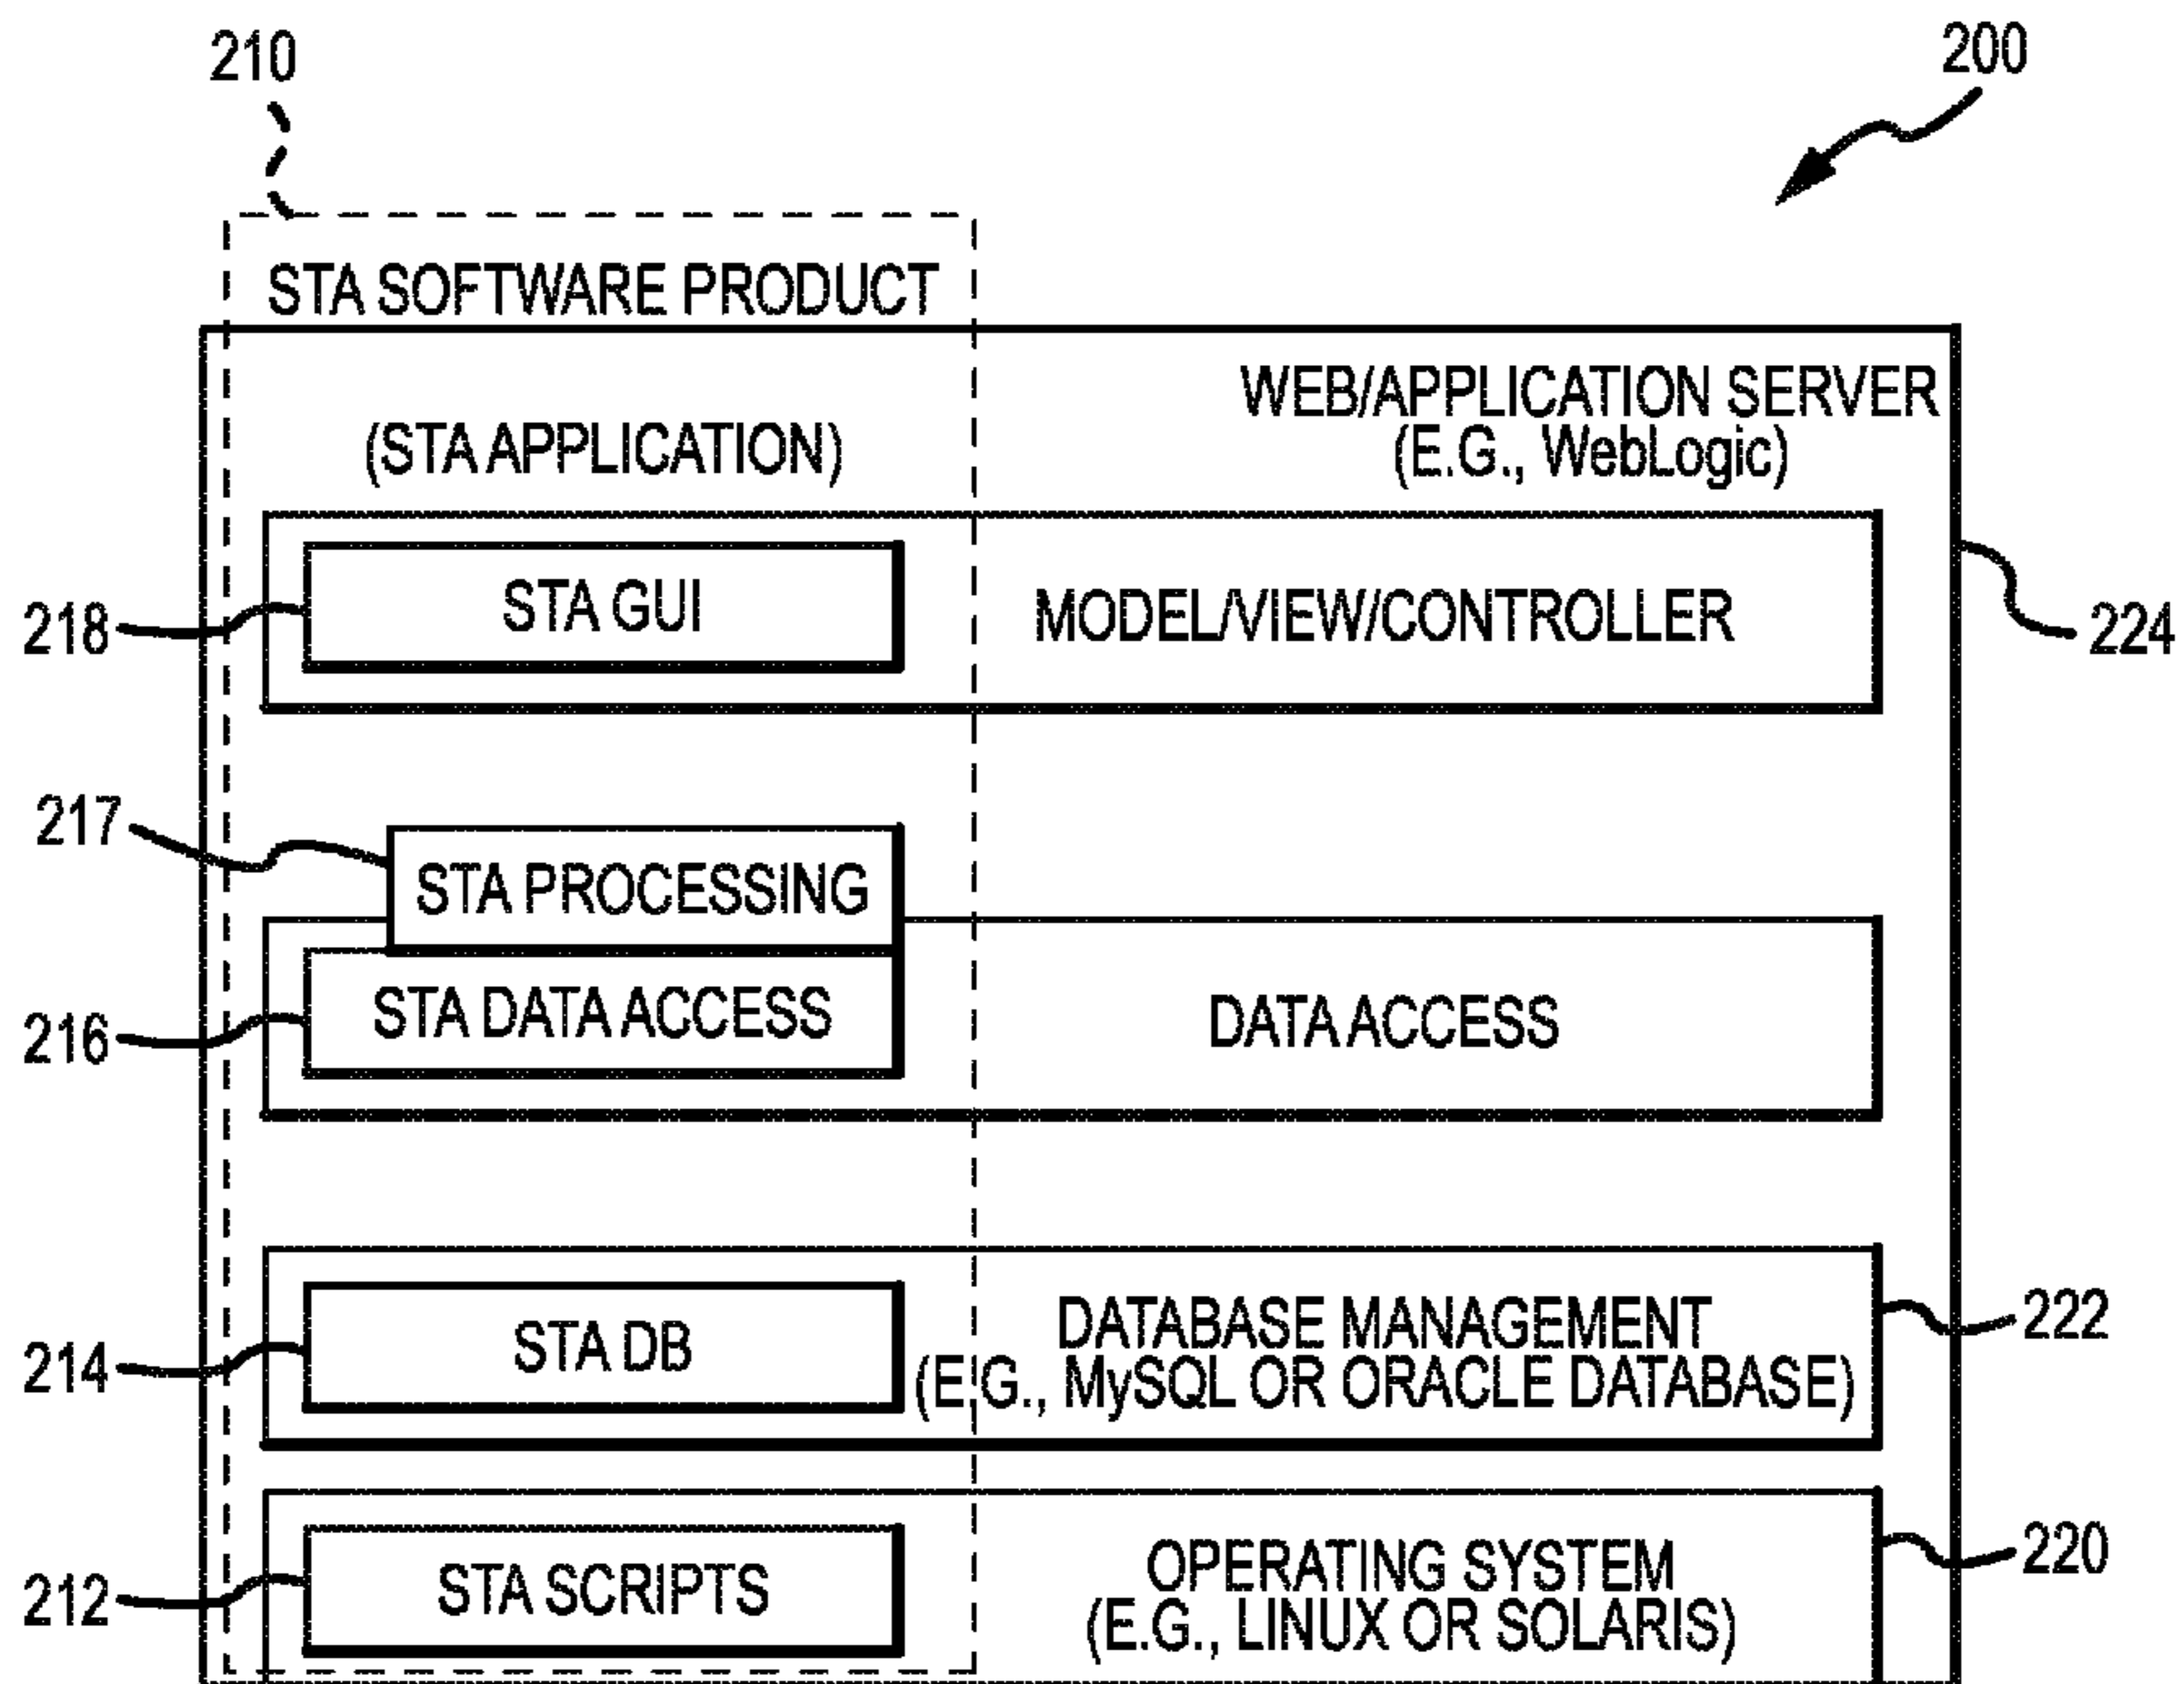 210
200
STA SOFTWARE PRODUCT
WEB/APPLICATION SERVER
(E.G., WebLogic)
(STA APPLICATION)
STA GUI
MODEL/VIEW/CONTROLLER
218
224
217
STA PROCESSING
STA DATA ACCESS
DATA ACCESS
216
STA DB
DATABASE MANAGEMENT
(E.G., MySQL OR ORACLE DATABASE)
222
214
STA SCRIPTS
OPERATING SYSTEM
(E.G., LINUX OR SOLARIS)
220
212